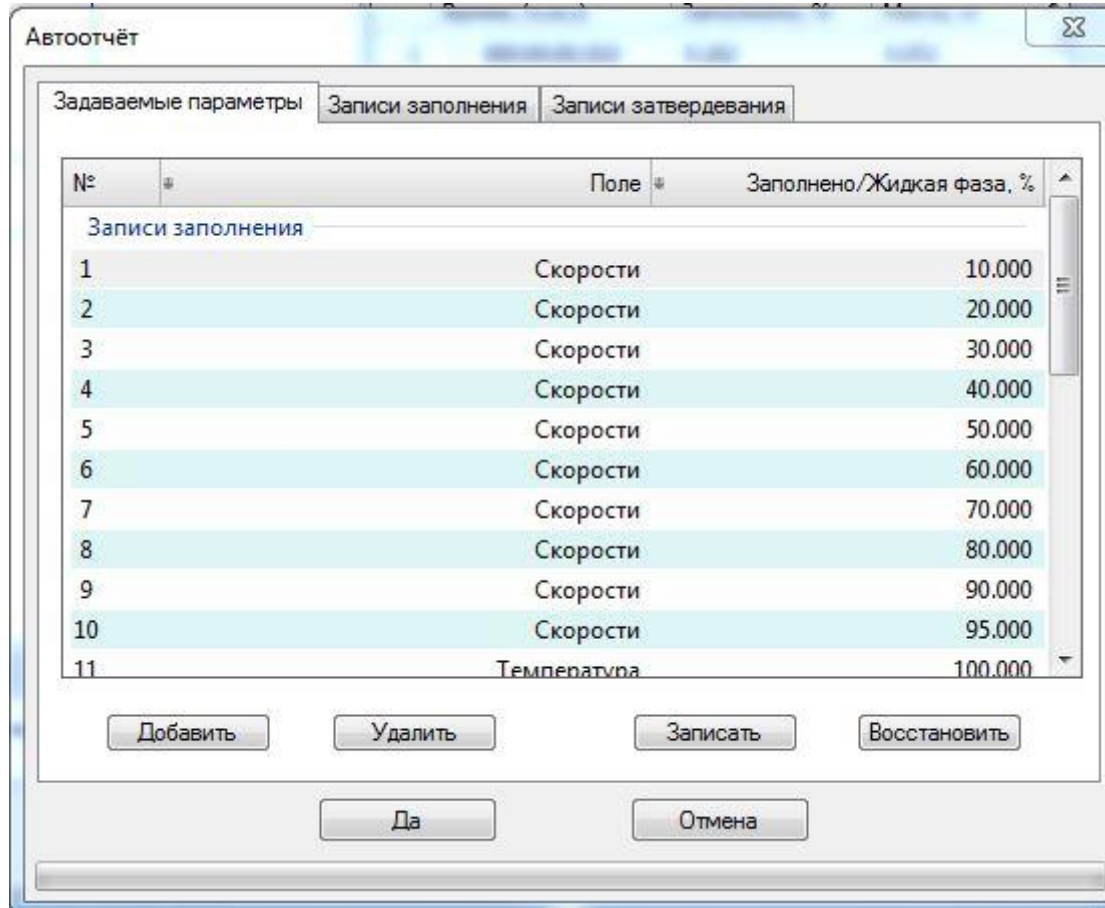 Автоотчёт
Задаваемые параметры Записи заполнения Записи затвердевания
№ Поле Заполнено/Жидкая фаза, %
Записи заполнения
1 Скорости 10.000
2 Скорости 20.000
3 Скорости 30.000
4 Скорости 40.000
5 Скорости 50.000
6 Скорости 60.000
7 Скорости 70.000
8 Скорости 80.000
9 Скорости 90.000
10 Скорости 95.000
11 Температура 100.000
Добавить Удалить Записать Восстановить
Да Отмена